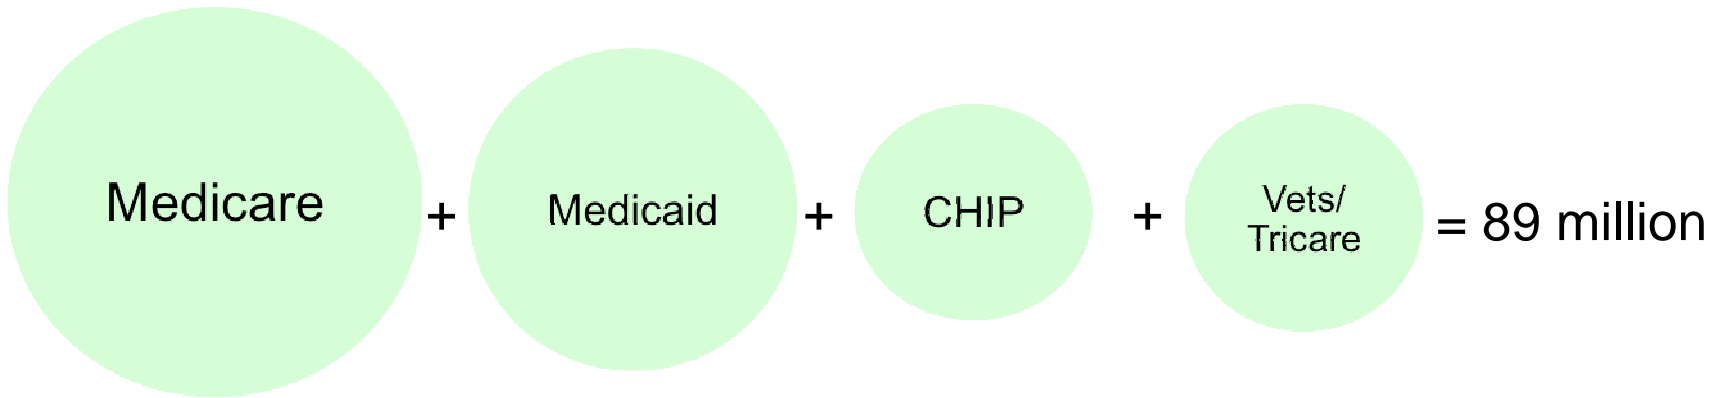 Medicare + Medicaid + CHIP + Vets/
Tricare = 89 million